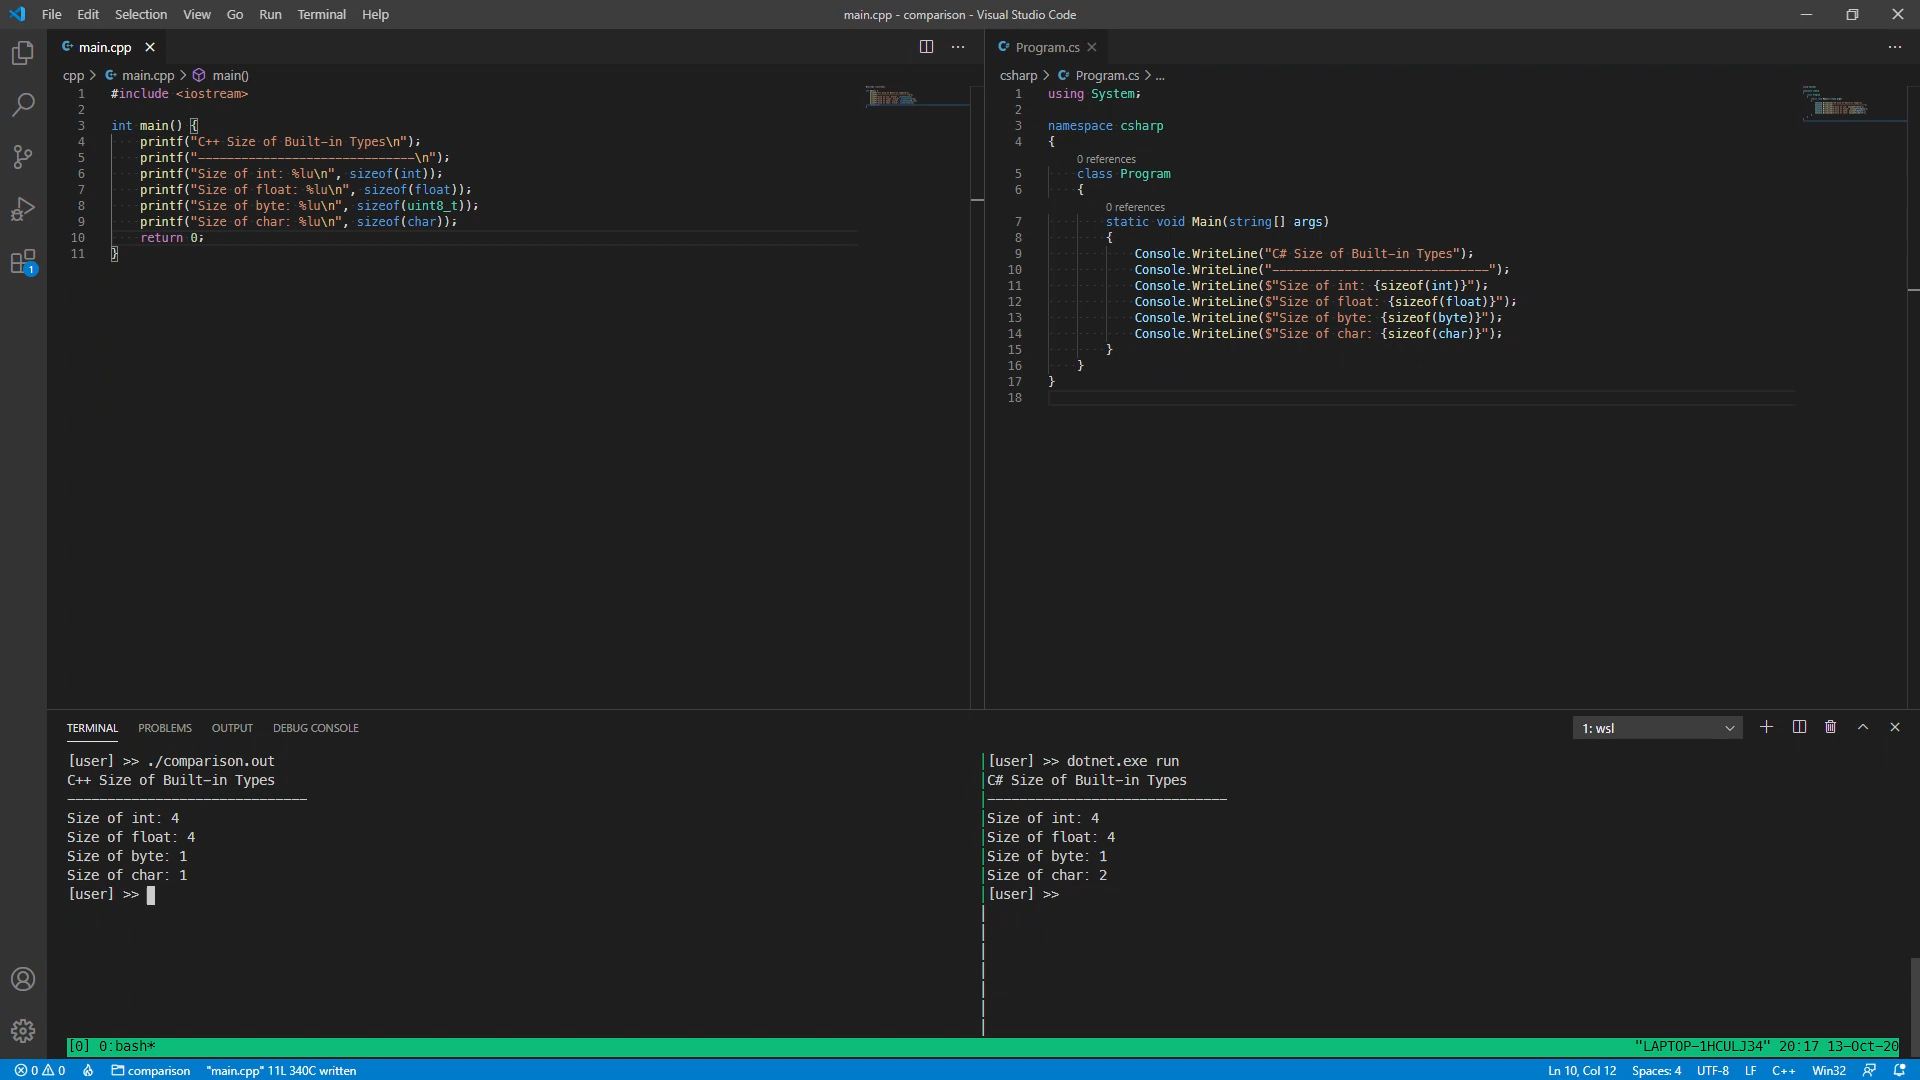 File Edit Selection View Go Run Terminal Help
main.cpp - comparison - Visual Studio Code
main.cpp
cpp > main.cpp > main()
1 #include <iostream>
2
3 int main() {
4 printf("C++ Size of Built-in Types\n");
5 printf("------------------------------\n");
6 printf("Size of int: %lu\n", sizeof(int));
7 printf("Size of float: %lu\n", sizeof(float));
8 printf("Size of byte: %lu\n", sizeof(uint8_t));
9 printf("Size of char: %lu\n", sizeof(char));
10 return 0;
11 }
Program.cs
csharp > Program.cs > ...
1 using System;
2
3 namespace csharp
4 {
0 references
5 class Program
6 {
0 references
7 static void Main(string[] args)
8 {
9 Console.WriteLine("C# Size of Built-in Types");
10 Console.WriteLine("------------------------------");
11 Console.WriteLine($"Size of int: {sizeof(int)}");
12 Console.WriteLine($"Size of float: {sizeof(float)}");
13 Console.WriteLine($"Size of byte: {sizeof(byte)}");
14 Console.WriteLine($"Size of char: {sizeof(char)}");
15 }
16 }
17 }
18
1
TERMINAL PROBLEMS OUTPUT DEBUG CONSOLE
1: wsl
[user] >> ./comparison.out
C++ Size of Built-in Types
------------------------------
Size of int: 4
Size of float: 4
Size of byte: 1
Size of char: 1
[user] >>
[user] >> dotnet.exe run
C# Size of Built-in Types
------------------------------
Size of int: 4
Size of float: 4
Size of byte: 1
Size of char: 2
[user] >>
[0] 0:bash*
"LAPTOP-1HCULJ34" 20:17 13-Oct-20
0 0 comparison "main.cpp" 11L 340C written
Ln 10, Col 12 Spaces: 4 UTF-8 LF C++ Win32